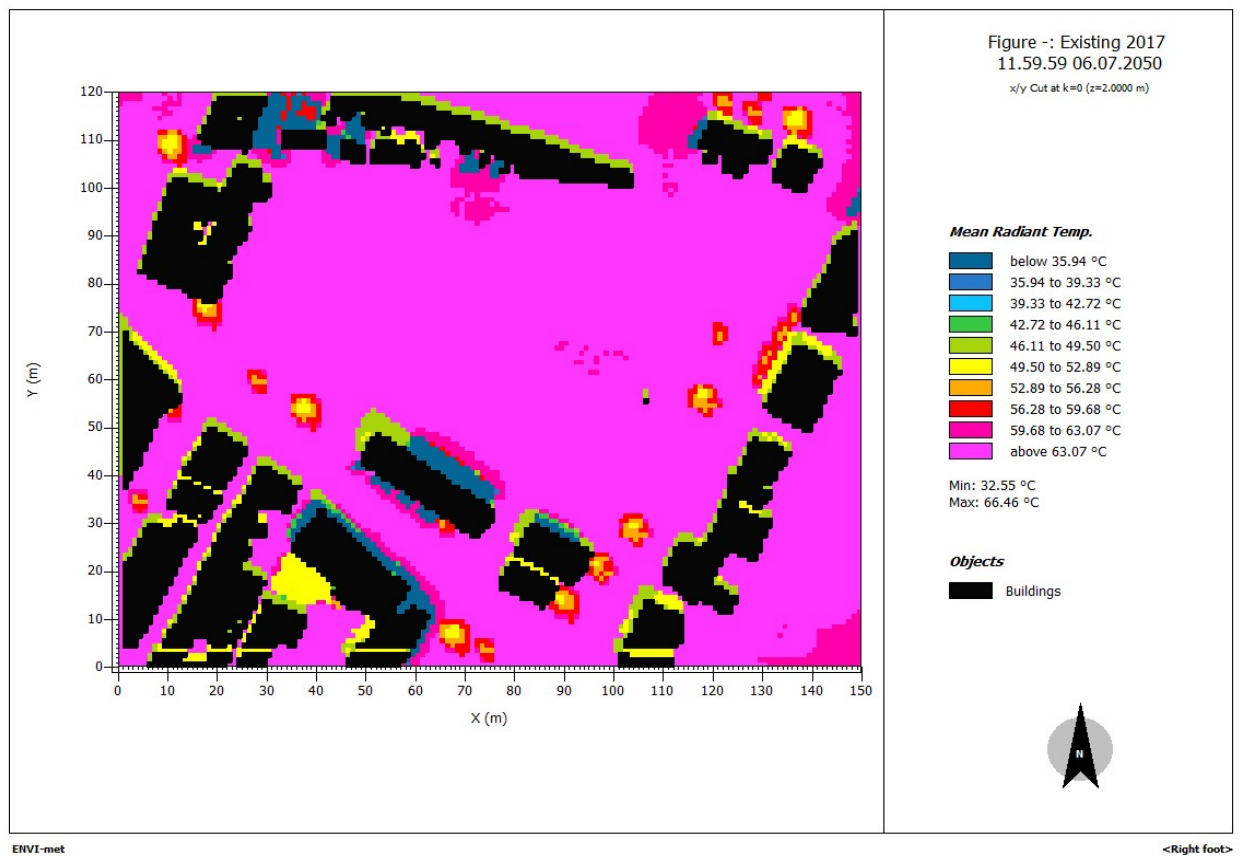 Figure -: Existing 2017
11.59.59 06.07.2050
x/y Cut at k=0 (z=2.0000 m)
120
110
100
90
80
70
60
50
40
30
20
10
0
Y (m)
0 10 20 30 40 50 60 70 80 90 100 110 120 130 140 150
X (m)
Mean Radiant Temp.
below 35.94 °C
35.94 to 39.33 °C
39.33 to 42.72 °C
42.72 to 46.11 °C
46.11 to 49.50 °C
49.50 to 52.89 °C
52.89 to 56.28 °C
56.28 to 59.68 °C
59.68 to 63.07 °C
above 63.07 °C
Min: 32.55 °C
Max: 66.46 °C
Objects
Buildings
N
ENVI-met
<Right foot>